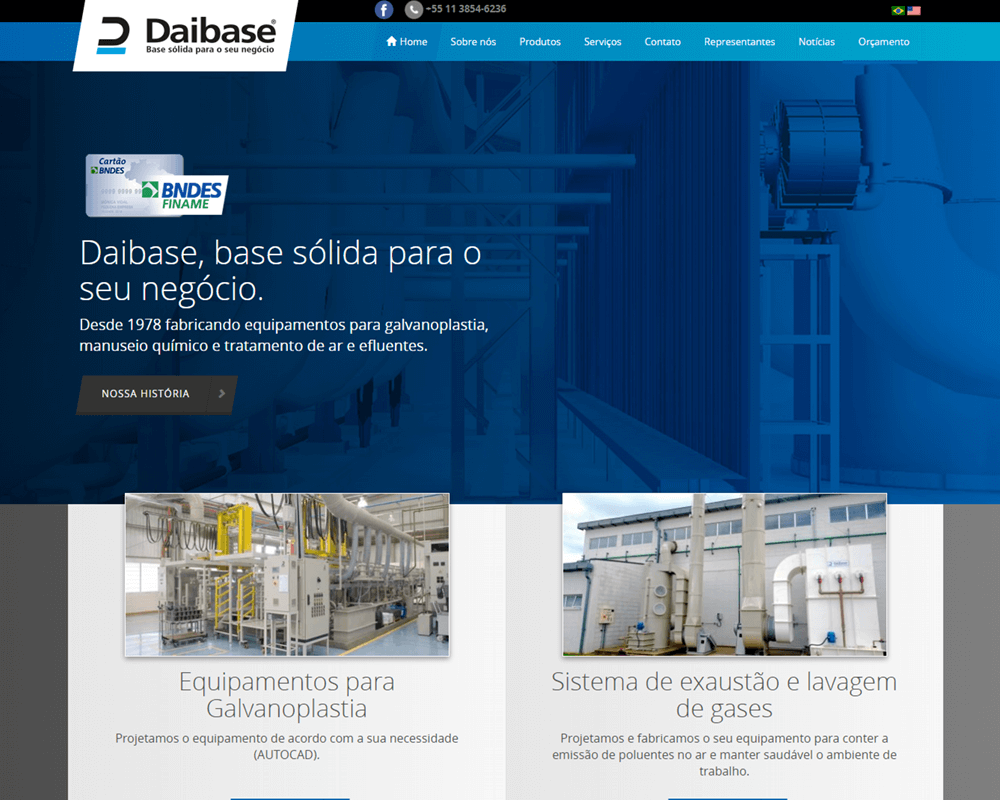 +55 11 3854-6236
Daibase®
Base sólida para o seu negócio
Home Sobre nós Produtos Serviços Contato Representantes Notícias Orçamento
Cartão
BNDES
BNDES
FINAME
Daibase, base sólida para o
seu negócio.
Desde 1978 fabricando equipamentos para galvanoplastia,
manuseio químico e tratamento de ar e efluentes.
NOSSA HISTÓRIA
Equipamentos para
Galvanoplastia
Projetamos o equipamento de acordo com a sua necessidade
(AUTOCAD).
Sistema de exaustão e lavagem
de gases
Projetamos e fabricamos o seu equipamento para conter a
emissão de poluentes no ar e manter saudável o ambiente de
trabalho.